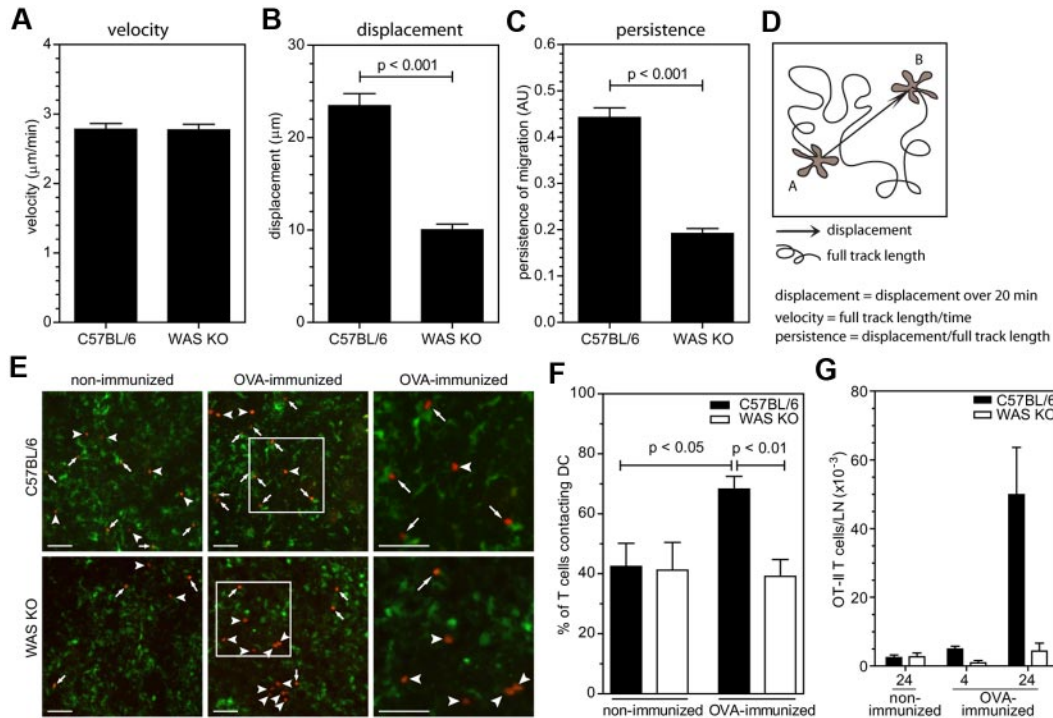 A
velocity
velocity (μm/min)
4
3
2
1
0
C57BL/6
WAS KO
B
displacement
displacement (μm)
30
20
10
0
p < 0.001
C57BL/6
WAS KO
C
persistence
persistence of migration (AU)
0.6
0.4
0.2
0.0
p < 0.001
C57BL/6
WAS KO
D
B
A
displacement
full track length
displacement = displacement over 20 min
velocity = full track length/time
persistence = displacement/full track length
E
non-immunized
OVA-immunized
OVA-immunized
C57BL/6
WAS KO
F
% of T cells contacting DC
100
80
60
40
20
0
C57BL/6
WAS KO
p < 0.05
p < 0.01
non-immunized
OVA-immunized
G
OT-II T cells/LN (x10⁻³)
80
60
40
20
0
C57BL/6
WAS KO
24
4
24
non-
immunized
OVA-
immunized